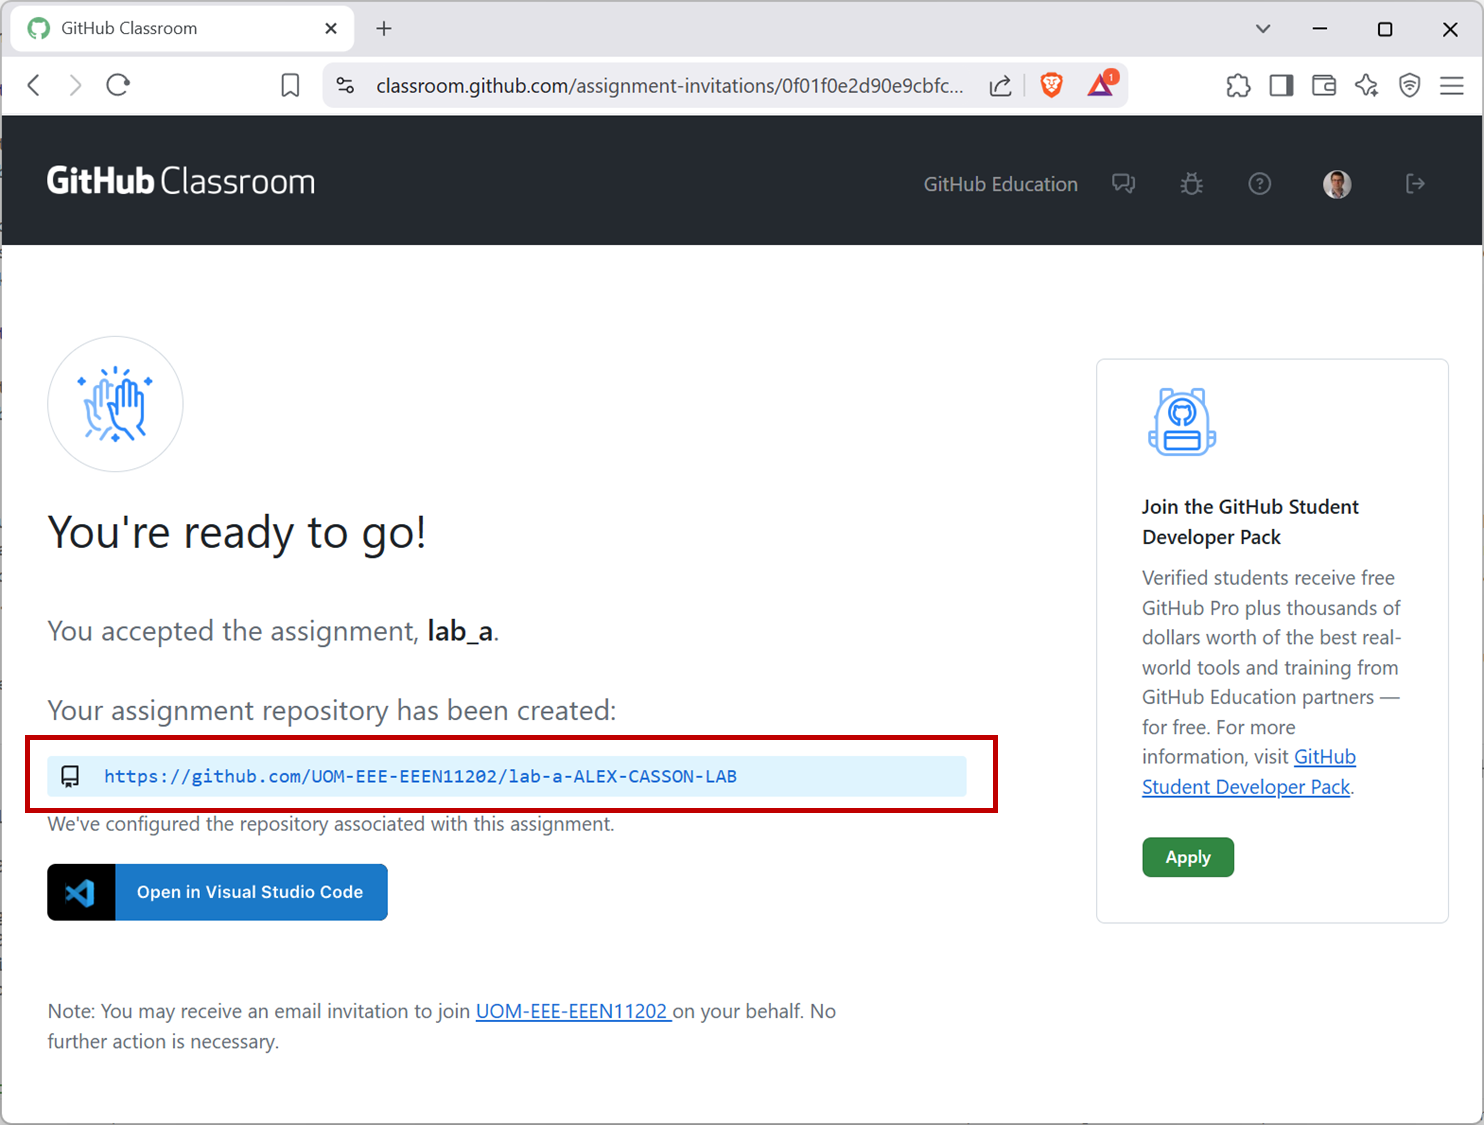 GitHub Classroom
classroom.github.com/assignment-invitations/0f01f0e2d90e9cbfc...
1
GitHub Classroom
GitHub Education
You're ready to go!
You accepted the assignment, lab_a.
Your assignment repository has been created:
https://github.com/UOM-EEE-EEEN11202/lab-a-ALEX-CASSON-LAB
We've configured the repository associated with this assignment.
Open in Visual Studio Code
Note: You may receive an email invitation to join UOM-EEE-EEEN11202 on your behalf. No
further action is necessary.
Join the GitHub Student
Developer Pack
Verified students receive free
GitHub Pro plus thousands of
dollars worth of the best real-
world tools and training from
GitHub Education partners —
for free. For more
information, visit GitHub
Student Developer Pack.
Apply